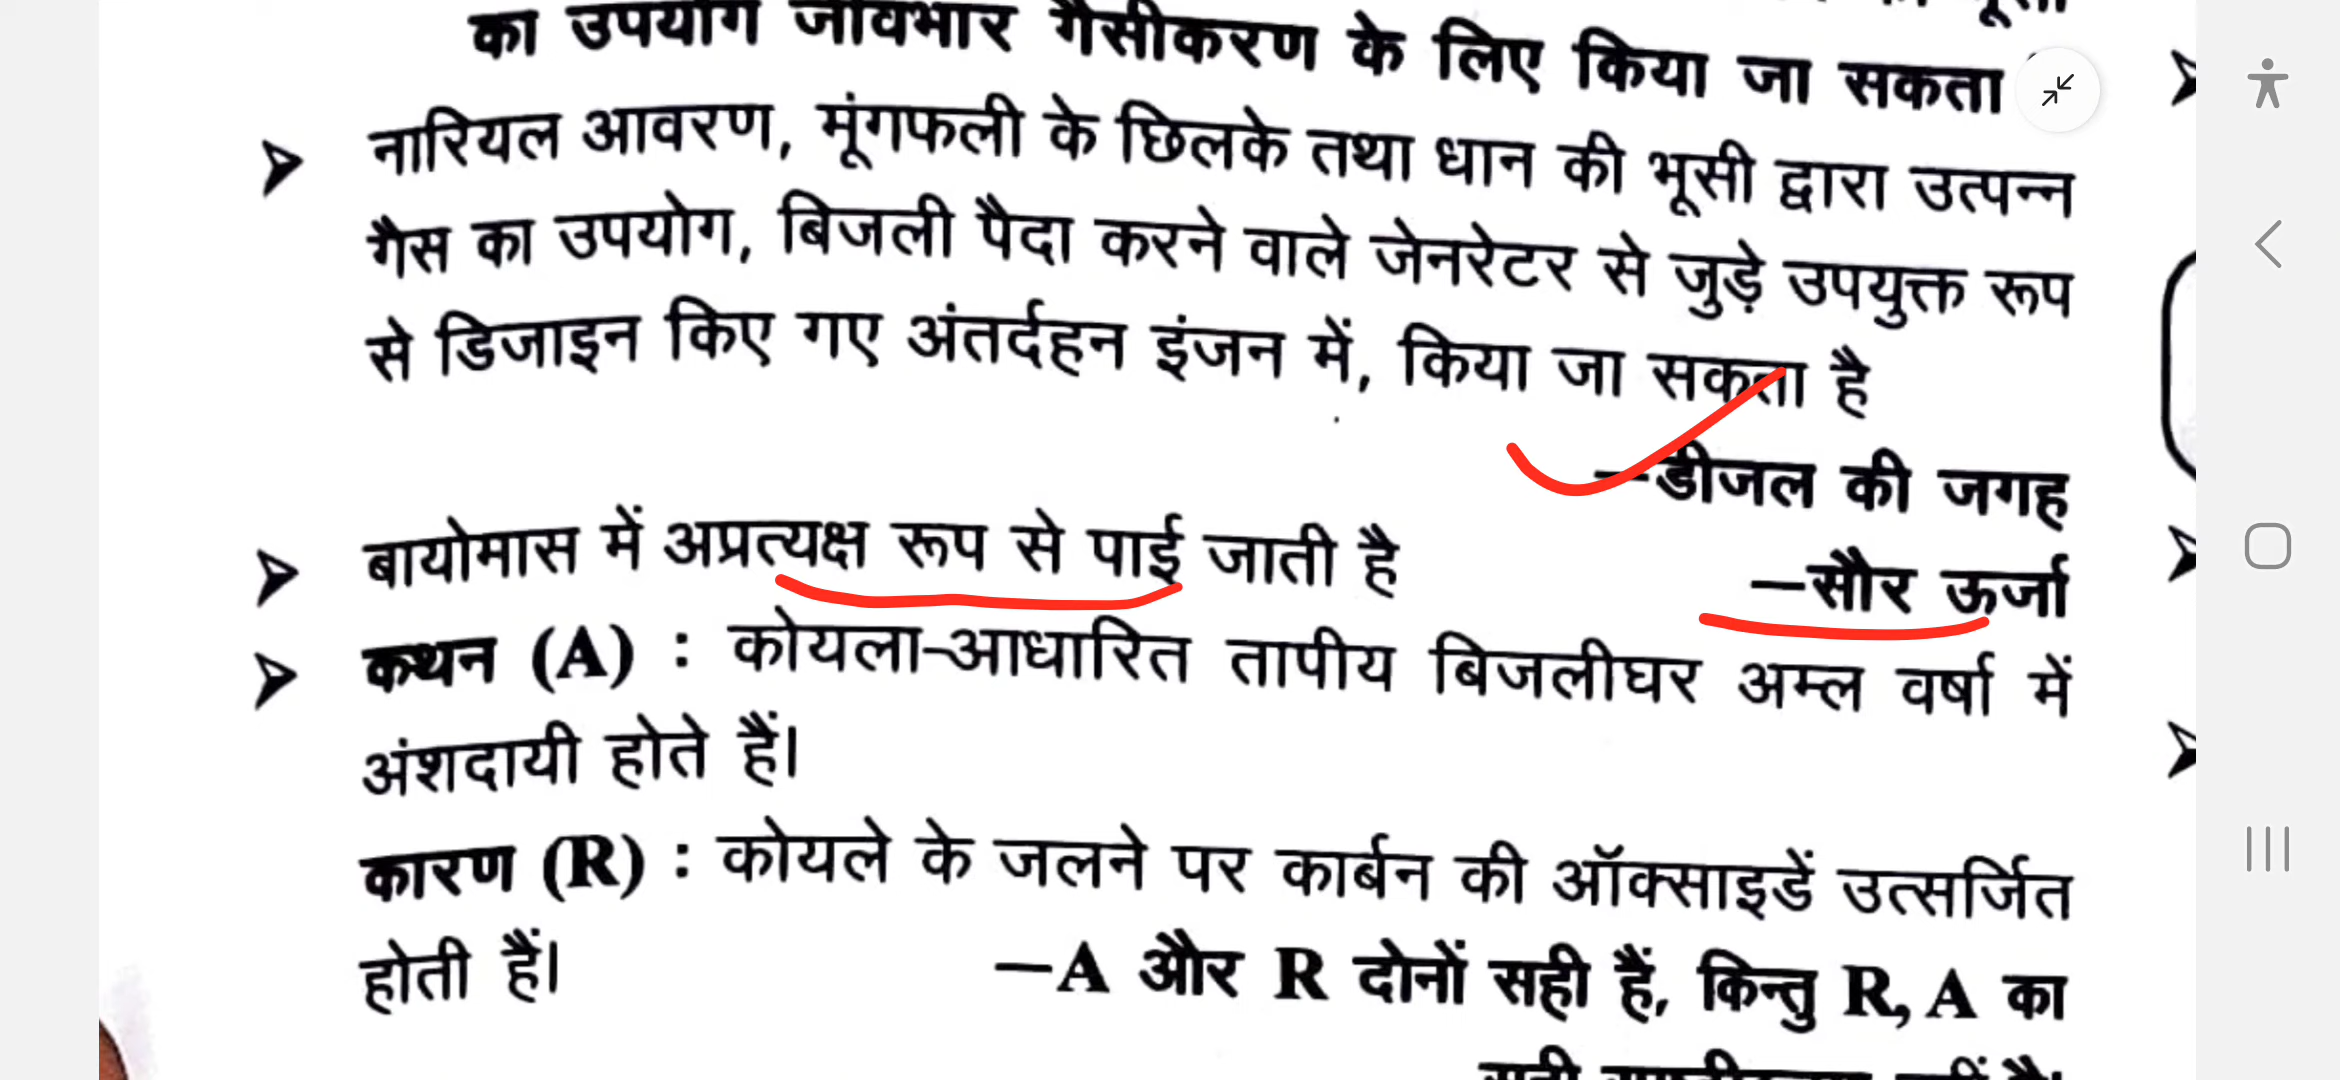 का उपयोग जीवभार गैसीकरण के लिए किया जा सकता
➤ नारियल आवरण, मूंगफली के छिलके तथा धान की भूसी द्वारा उत्पन्न
गैस का उपयोग, बिजली पैदा करने वाले जेनरेटर से जुड़े उपयुक्त रूप
से डिजाइन किए गए अंतर्दहन इंजन में, किया जा सकता है
–डीजल की जगह
➤ बायोमास में अप्रत्यक्ष रूप से पाई जाती है –सौर ऊर्जा
➤ कथन (A) : कोयला-आधारित तापीय बिजलीघर अम्ल वर्षा में
अंशदायी होते हैं।
कारण (R) : कोयले के जलने पर कार्बन की ऑक्साइडें उत्सर्जित
होती हैं। –A और R दोनों सही हैं, किन्तु R, A का